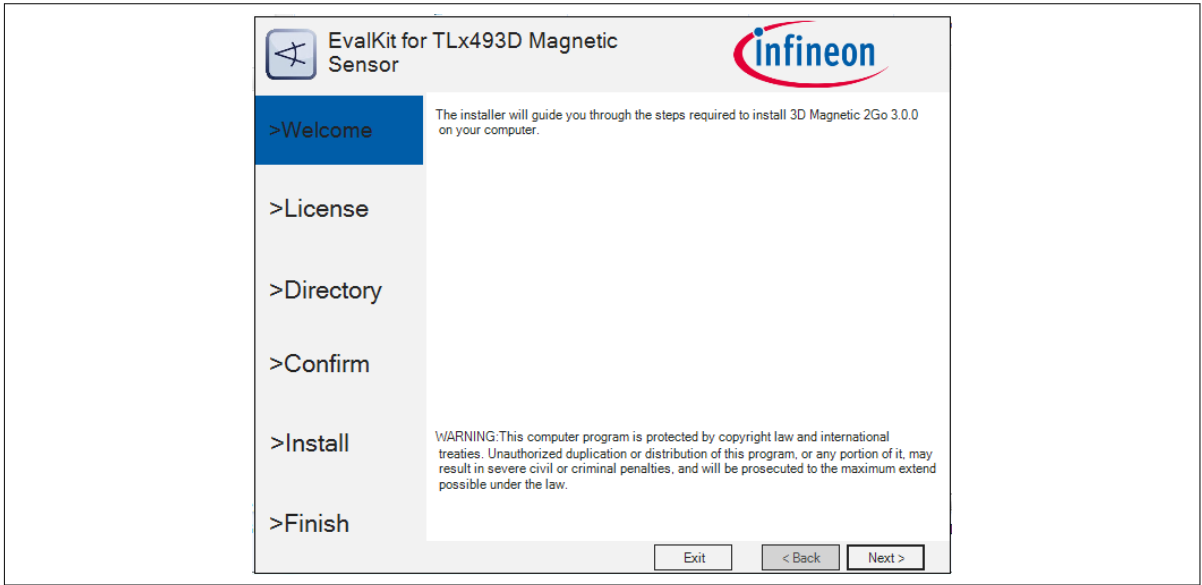 EvalKit for TLx493D Magnetic
Sensor
infineon
>Welcome
The installer will guide you through the steps required to install 3D Magnetic 2Go 3.0.0
on your computer.
>License
>Directory
>Confirm
>Install
WARNING:This computer program is protected by copyright law and international
treaties. Unauthorized duplication or distribution of this program, or any portion of it, may
result in severe civil or criminal penalties, and will be prosecuted to the maximum extend
possible under the law.
>Finish
Exit
< Back
Next >